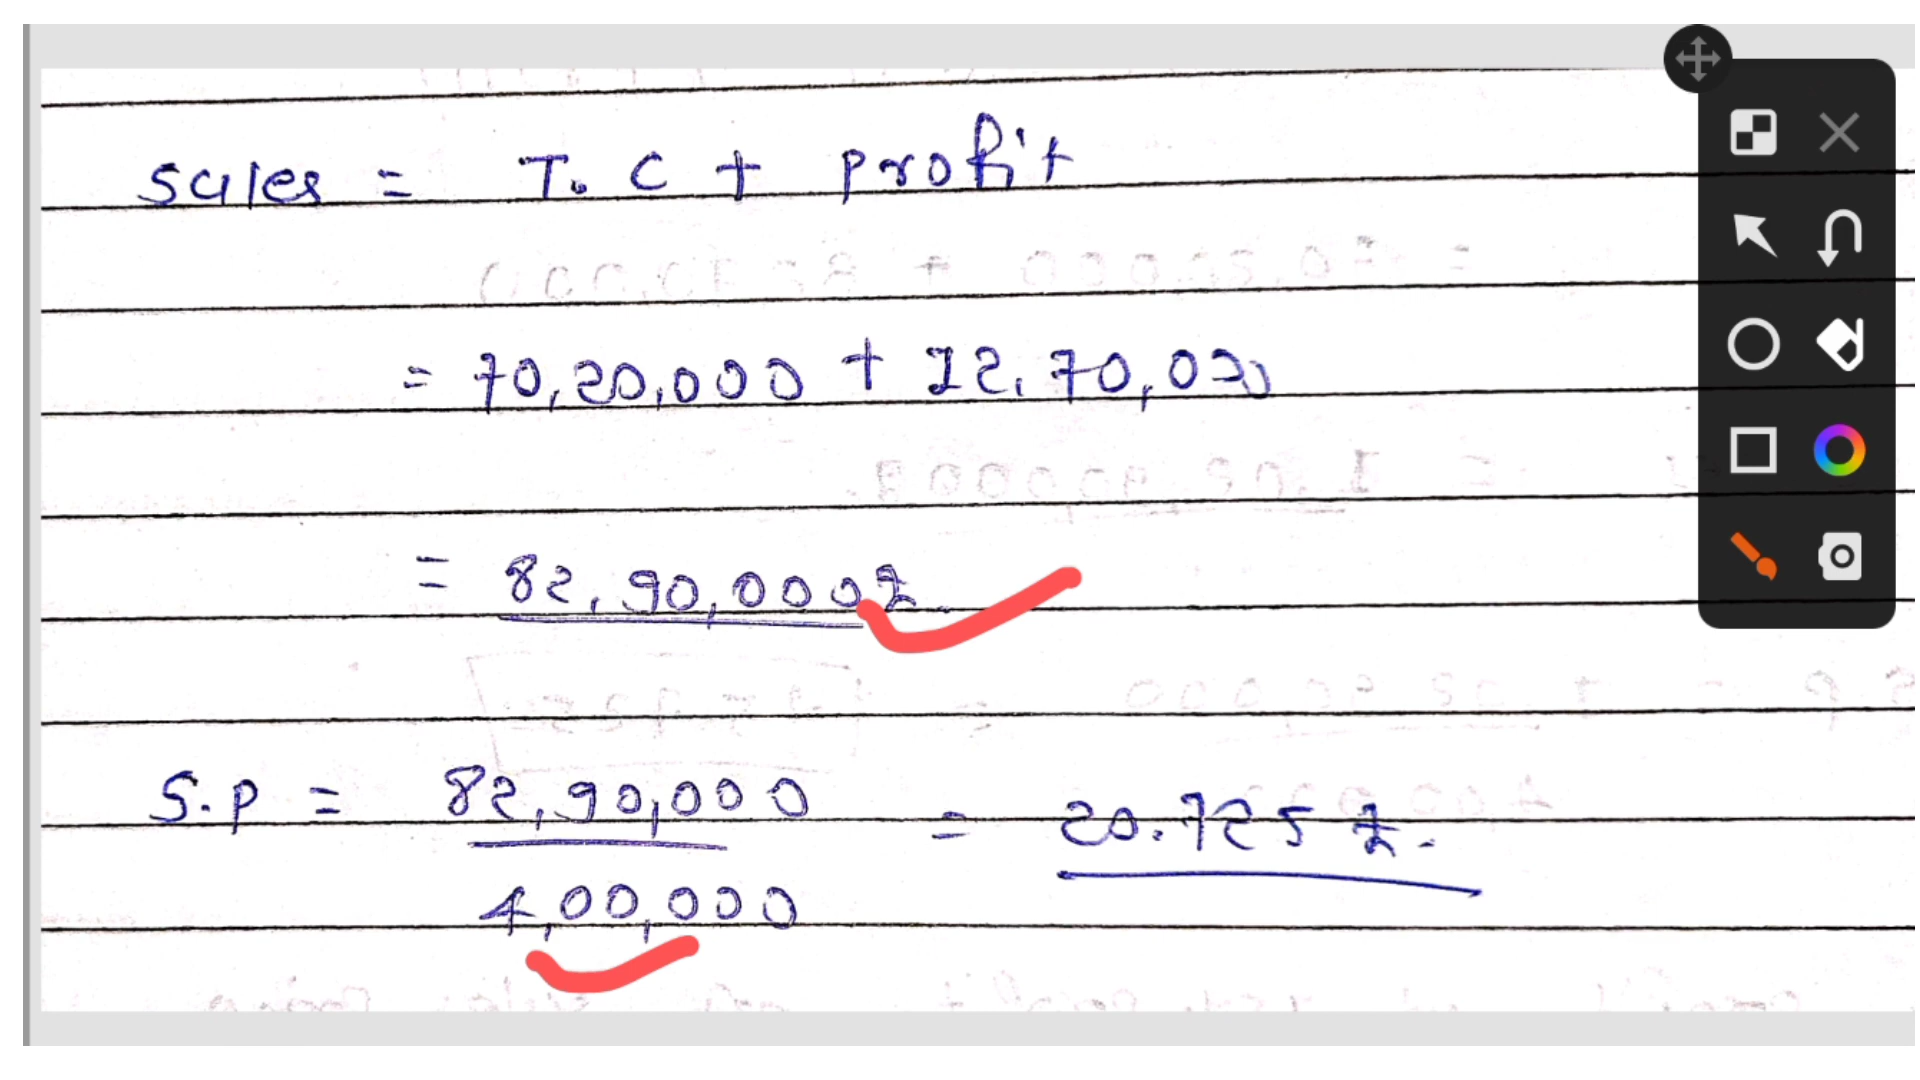 Sales = T.C + profit
= 70,20,000 + 12,70,000
= 82,90,000₹.
S.P = 82,90,000 = 20.725 ₹.
4,00,000